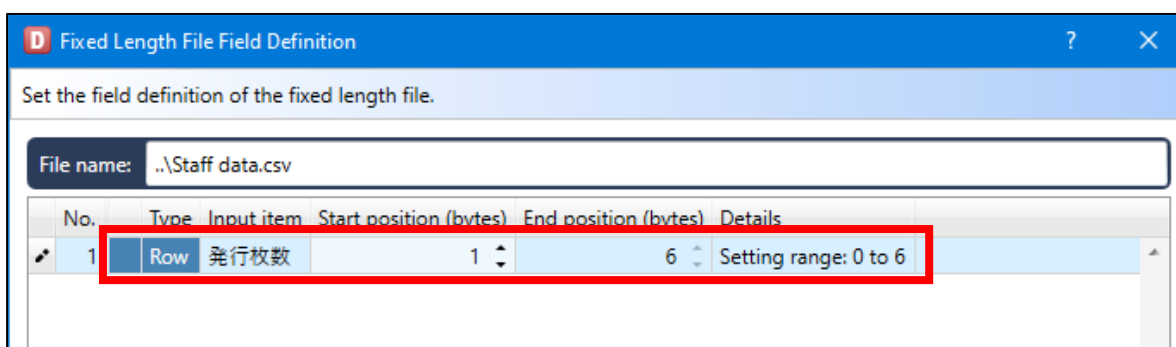 D Fixed Length File Field Definition ? ×
Set the field definition of the fixed length file.
File name: ..\Staff data.csv
No. Type Input item Start position (bytes) End position (bytes) Details
1 Row 発行枚数 1 6 Setting range: 0 to 6